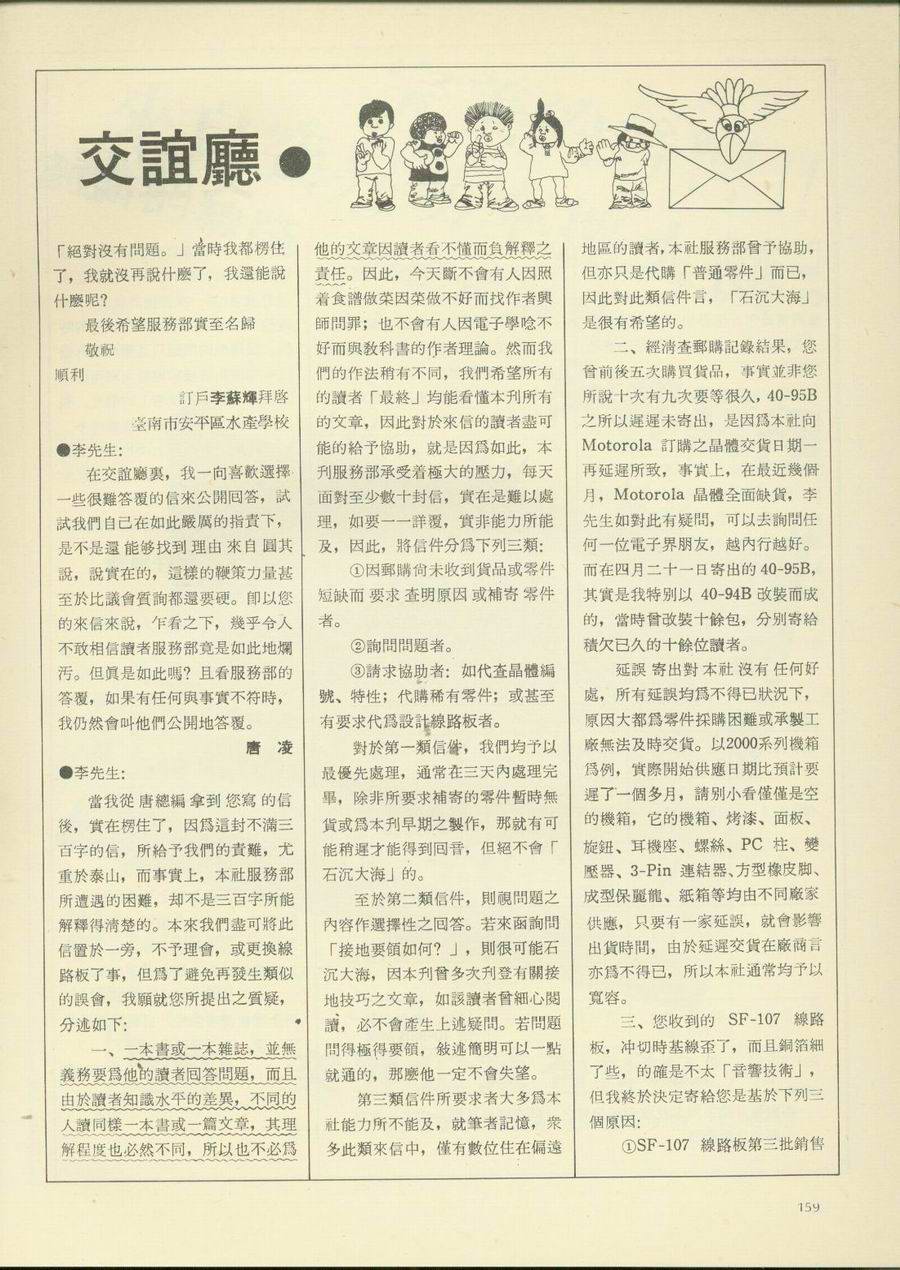 交誼廳●
「絕對沒有問題。」當時我都楞住
了，我就沒再說什麼了，我還能說
什麼呢？
最後希望服務部實至名歸
敬祝
順利
訂戶李蘇輝拜啓
臺南市安平區水產學校
●李先生：
在交誼廳裏，我一向喜歡選擇
一些很難答覆的信來公開回答，試
試我們自己在如此嚴厲的指責下，
是不是還能够找到理由來自圓其
說，說實在的，這樣的鞭策力量甚
至於比議會質詢都還要硬。卽以您
的來信來說，乍看之下，幾乎令人
不敢相信讀者服務部竟是如此地爛
汚。但眞是如此嗎？且看服務部的
答覆，如果有任何與事實不符時，
我仍然會叫他們公開地答覆。
唐　凌
●李先生：
當我從唐總編拿到您寫的信
後，實在楞住了，因爲這封不滿三
百字的信，所給予我們的責難，尤
重於泰山，而事實上，本社服務部
所遭遇的困難，却不是三百字所能
解釋得清楚的。本來我們盡可將此
信置於一旁，不予理會，或更換線
路板了事，但爲了避免再發生類似
的誤會，我願就您所提出之質疑，
分述如下：
一、一本書或一本雜誌，並無
義務要爲他的讀者回答問題，而且
由於讀者知識水平的差異，不同的
人讀同樣一本書或一篇文章，其理
解程度也必然不同，所以也不必爲
他的文章因讀者看不懂而負解釋之
責任。因此，今天斷不會有人因照
着食譜做菜因菜做不好而找作者興
師問罪；也不會有人因電子學唸不
好而與敎科書的作者理論。然而我
們的作法稍有不同，我們希望所有
的讀者「最終」均能看懂本刊所有
的文章，因此對於來信的讀者盡可
能的給予協助，就是因爲如此，本
刊服務部承受着極大的壓力，每天
面對至少數十封信，實在是難以處
理，如要一一詳覆，實非能力所能
及，因此，將信件分爲下列三類：
①因郵購尙未收到貨品或零件
短缺而要求查明原因或補寄零件
者。
②詢問問題者。
③請求協助者：如代查晶體編
號、特性；代購稀有零件；或甚至
有要求代爲設計線路板者。
對於第一類信件，我們均予以
最優先處理，通常在三天內處理完
畢，除非所要求補寄的零件暫時無
貨或爲本刊早期之製作，那就有可
能稍遲才能得到回音，但絕不會「
石沉大海」的。
至於第二類信件，則視問題之
內容作選擇性之回答。若來函詢問
「接地要領如何？」，則很可能石
沉大海，因本刊曾多次刊登有關接
地技巧之文章，如該讀者曾細心閱
讀，必不會產生上述疑問。若問題
問得極得要領，敍述簡明可以一點
就通的，那麼他一定不會失望。
第三類信件所要求者大多爲本
社能力所不能及，就筆者記憶，衆
多此類來信中，僅有數位住在偏遠
地區的讀者，本社服務部曾予協助，
但亦只是代購「普通零件」而已，
因此對此類信件言，「石沉大海」
是很有希望的。
二、經清查郵購記錄結果，您
曾前後五次購買貨品，事實並非您
所說十次有九次要等很久，40-95B
之所以遲遲未寄出，是因爲本社向
Motorola 訂購之晶體交貨日期一
再延遲所致，事實上，在最近幾個
月，Motorola 晶體全面缺貨，李
先生如對此有疑問，可以去詢問任
何一位電子界朋友，越內行越好。
而在四月二十一日寄出的 40-95B，
其實是我特別以 40-94B 改裝而成
的，當時曾改裝十餘包，分別寄給
積欠已久的十餘位讀者。
延誤寄出對本社沒有任何好
處，所有延誤均爲不得已狀況下，
原因大都爲零件採購困難或承製工
廠無法及時交貨。以2000系列機箱
爲例，實際開始供應日期比預計要
遲了一個多月，請別小看僅僅是空
的機箱，它的機箱、烤漆、面板、
旋鈕、耳機座、螺絲、PC 柱、變
壓器、3-Pin 連結器、方型橡皮脚、
成型保麗龍、紙箱等均由不同廠家
供應，只要有一家延誤，就會影響
出貨時間，由於延遲交貨在廠商言
亦爲不得已，所以本社通常均予以
寬容。
三、您收到的 SF-107 線路
板，冲切時基線歪了，而且銅箔細
了些，的確是不太「音響技術」，
但我終於決定寄給您是基於下列三
個原因：
①SF-107 線路板第三批銷售
159